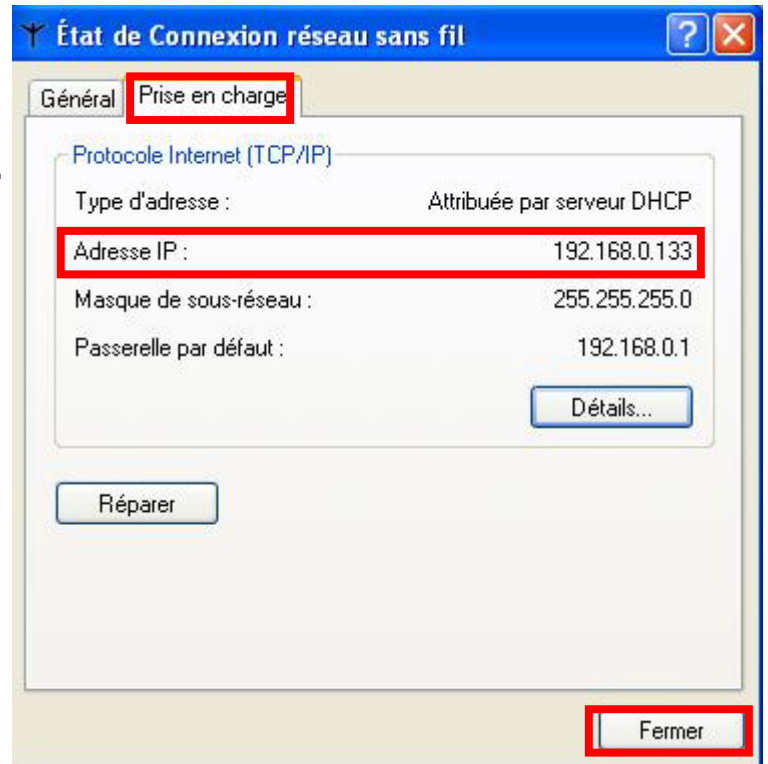 État de Connexion réseau sans fil
Général Prise en charge
Protocole Internet (TCP/IP)
Type d'adresse : Attribuée par serveur DHCP
Adresse IP : 192.168.0.133
Masque de sous-réseau : 255.255.255.0
Passerelle par défaut : 192.168.0.1
Détails...
Réparer
Fermer